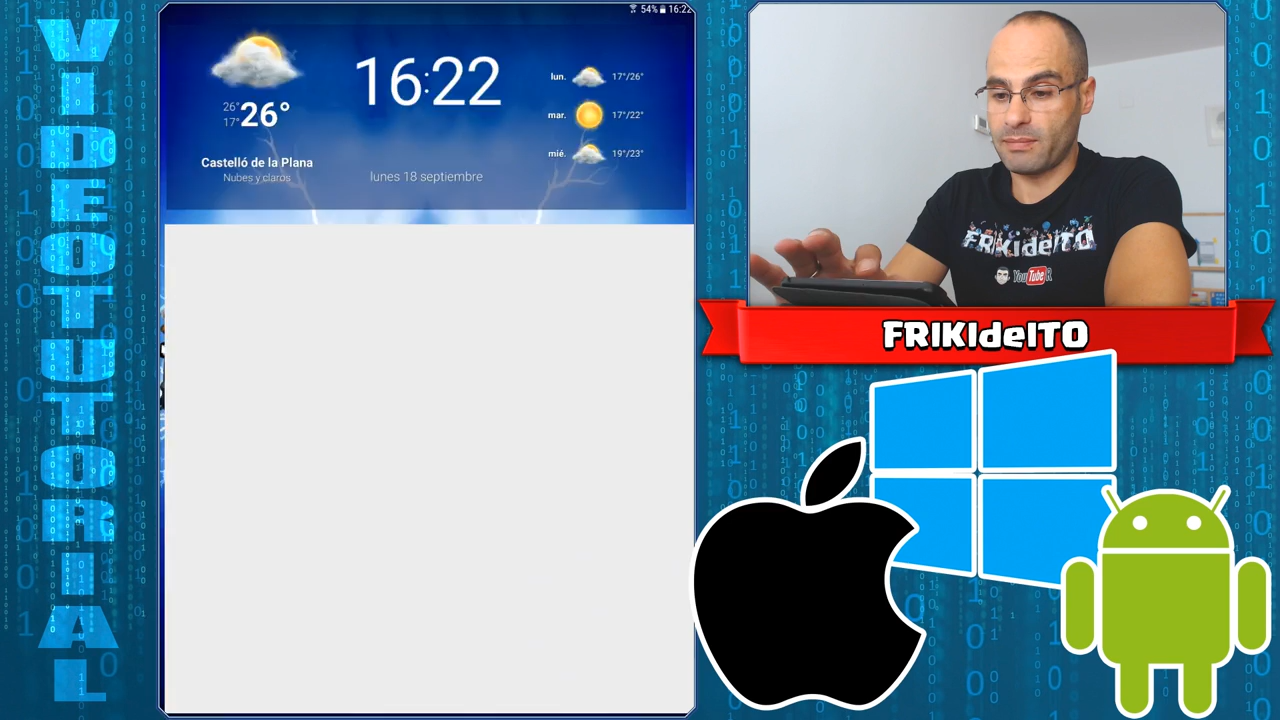 VIDEOTUTORIAL
54% 16:22
26°
17°
26°
Castelló de la Plana
Nubes y claros
16:22
lunes 18 septiembre
lun. 17°/26°
mar. 17°/22°
mié. 19°/23°
FRIKIdelTO
YouTubeR
FRIKIdelTO